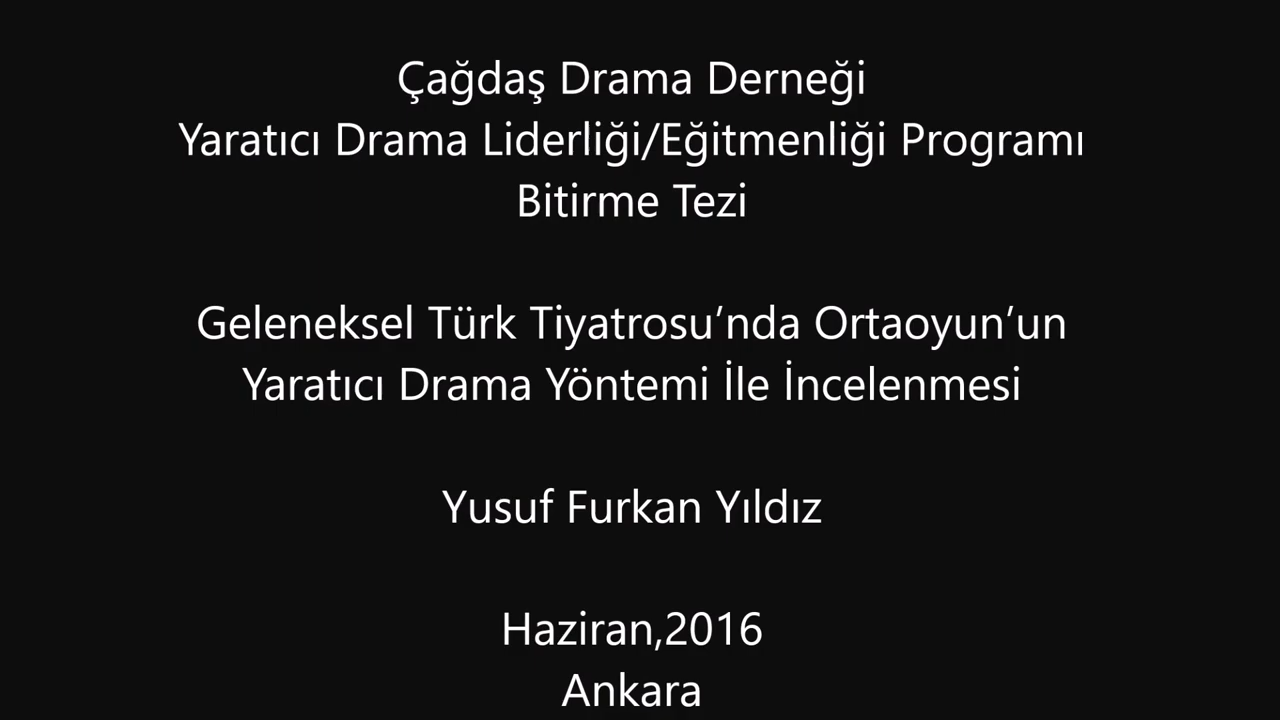 Çağdaş Drama Derneği
Yaratıcı Drama Liderliği/Eğitmenliği Programı
Bitirme Tezi
Geleneksel Türk Tiyatrosu’nda Ortaoyun’un
Yaratıcı Drama Yöntemi İle İncelenmesi
Yusuf Furkan Yıldız
Haziran,2016
Ankara